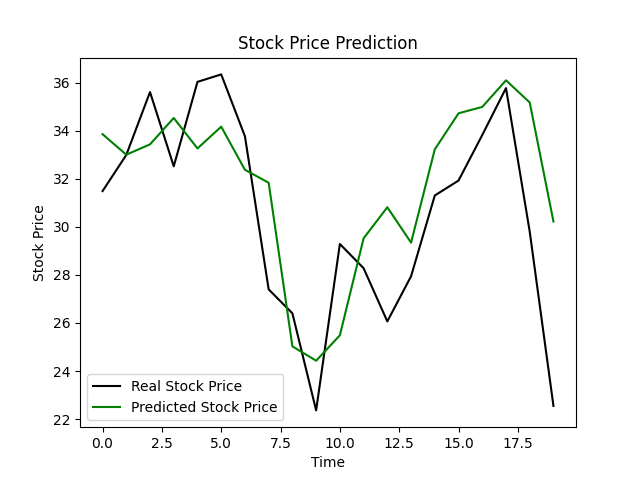 Stock Price Prediction
Stock Price
36
34
32
30
28
26
24
22
Real Stock Price
Predicted Stock Price
0.0 2.5 5.0 7.5 10.0 12.5 15.0 17.5
Time